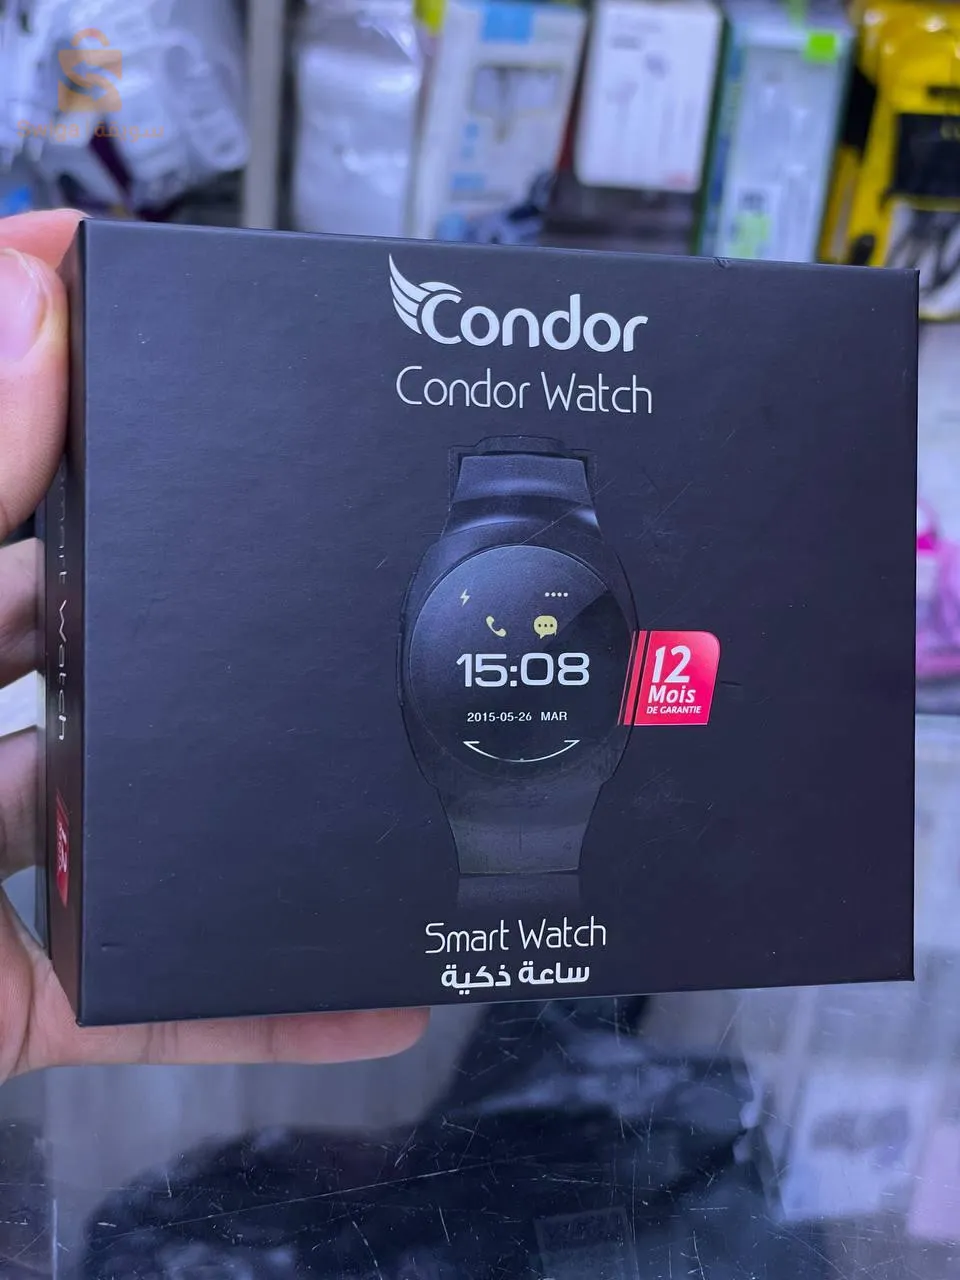 Condor
Condor Watch
15:08
2015-05-26 MAR
12
Mois
DE GARANTIE
Smart Watch
ساعة ذكية
Smart Watch